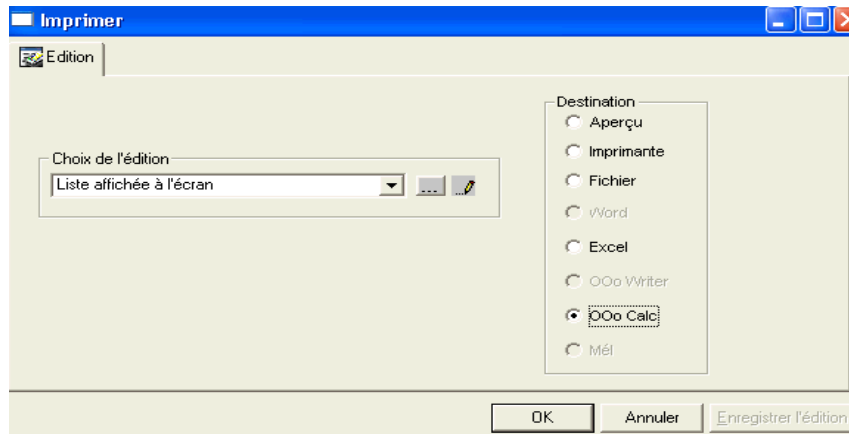 Imprimer
Edition
Choix de l'édition
Liste affichée à l'écran
...
Destination
Aperçu
Imprimante
Fichier
Word
Excel
OOo Writer
OOo Calc
Mél
OK
Annuler
Enregistrer l'édition